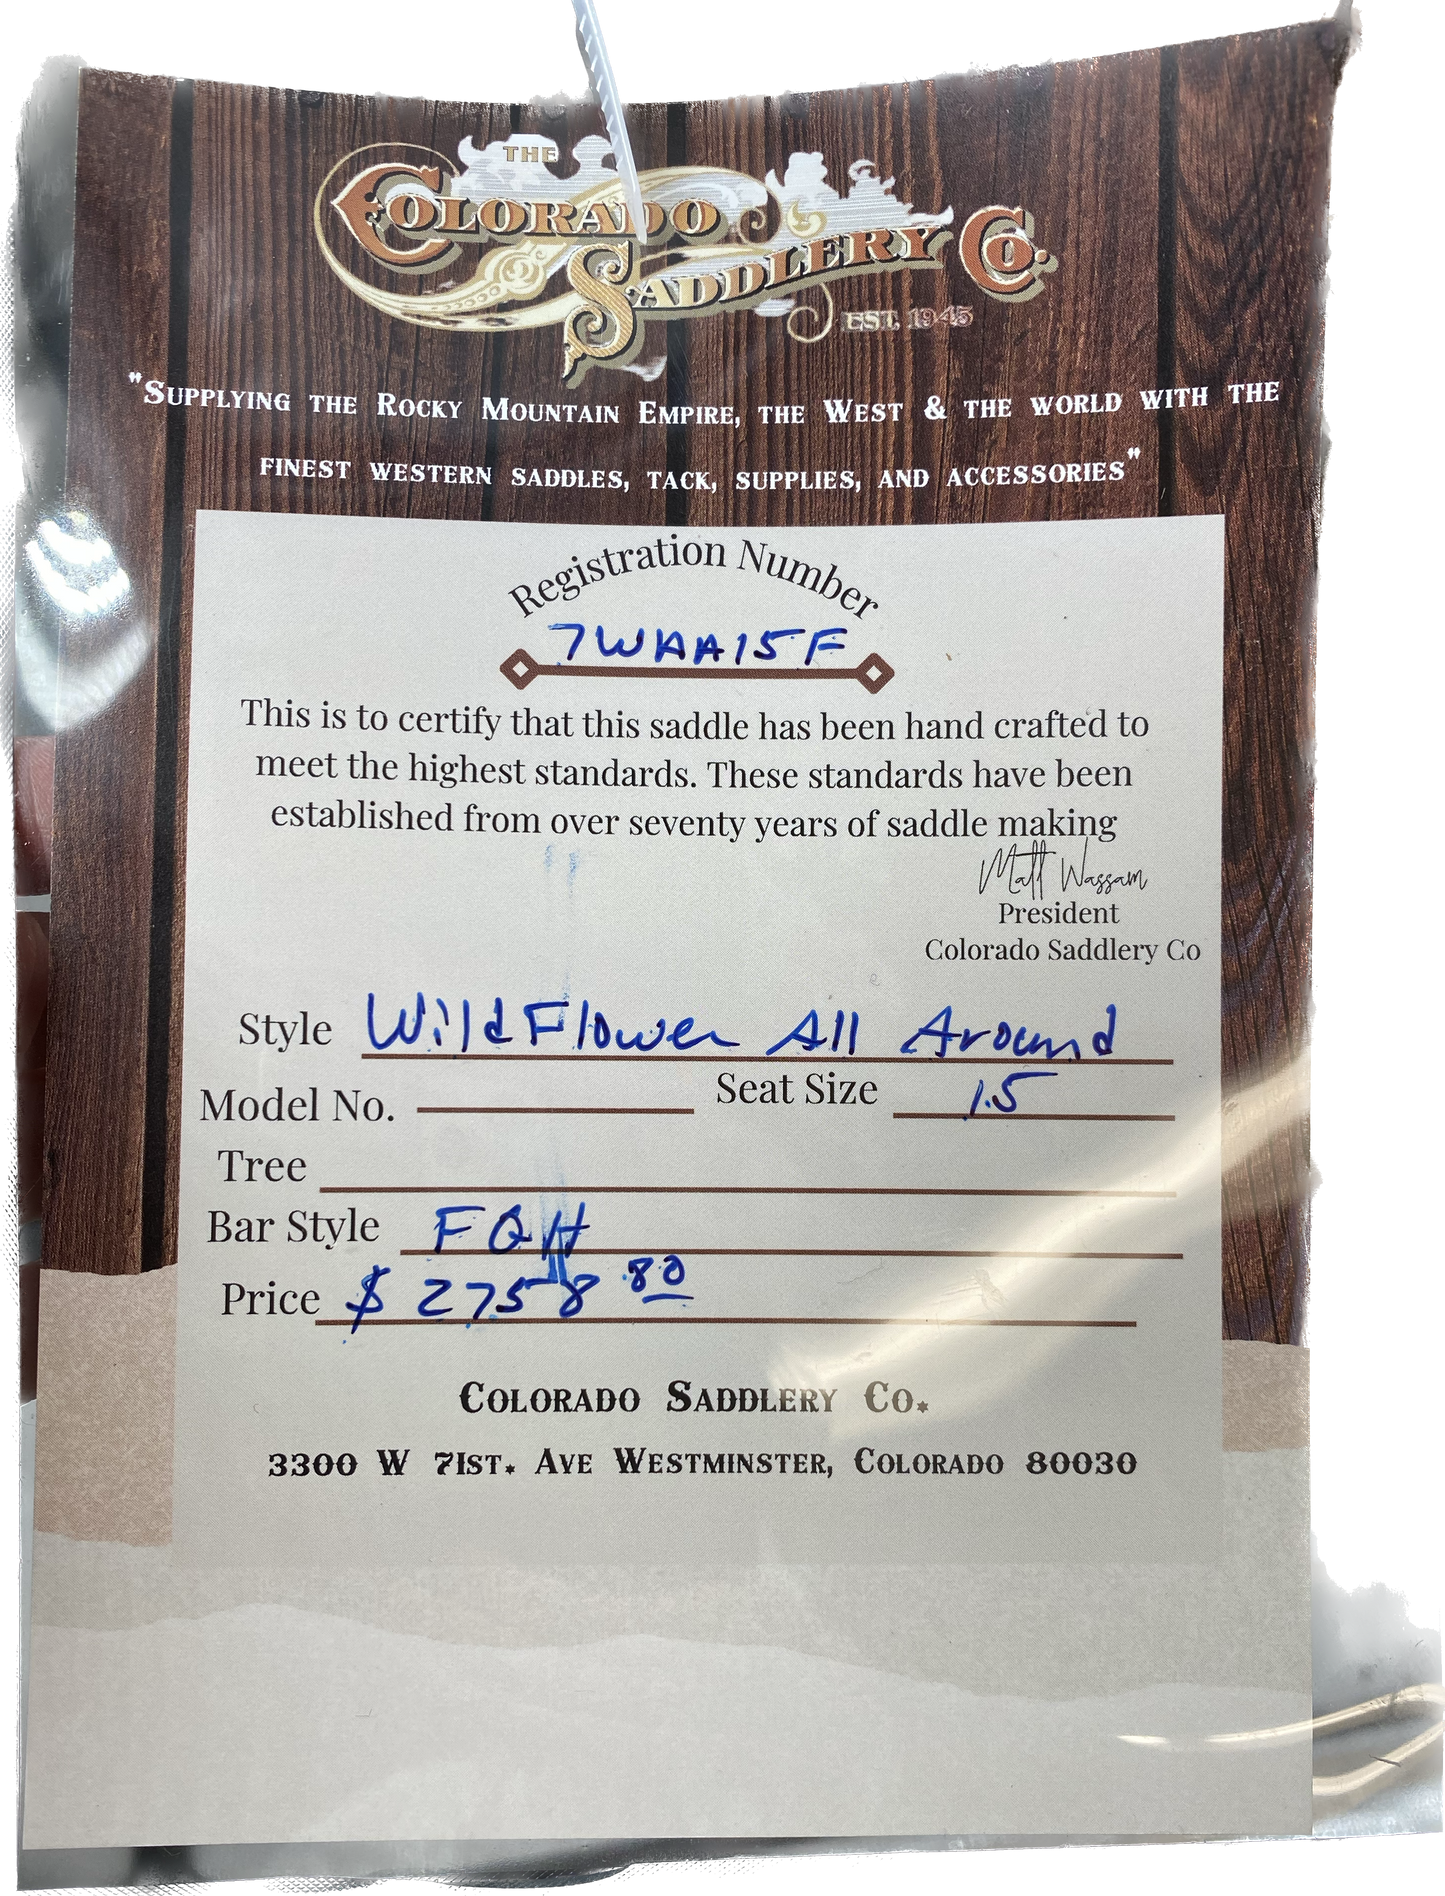 THE
COLORADO
SADDLERY CO.
EST. 1945
"SUPPLYING THE ROCKY MOUNTAIN EMPIRE, THE WEST & THE WORLD WITH THE
FINEST WESTERN SADDLES, TACK, SUPPLIES, AND ACCESSORIES"
Registration Number
7WAA15F
This is to certify that this saddle has been hand crafted to
meet the highest standards. These standards have been
established from over seventy years of saddle making
Matt Wassam
President
Colorado Saddlery Co
Style WildFlower All Around
Model No. Seat Size 15
Tree
Bar Style FQH
Price $ 2758 80
COLORADO SADDLERY CO.
3300 W 71ST. AVE WESTMINSTER, COLORADO 80030